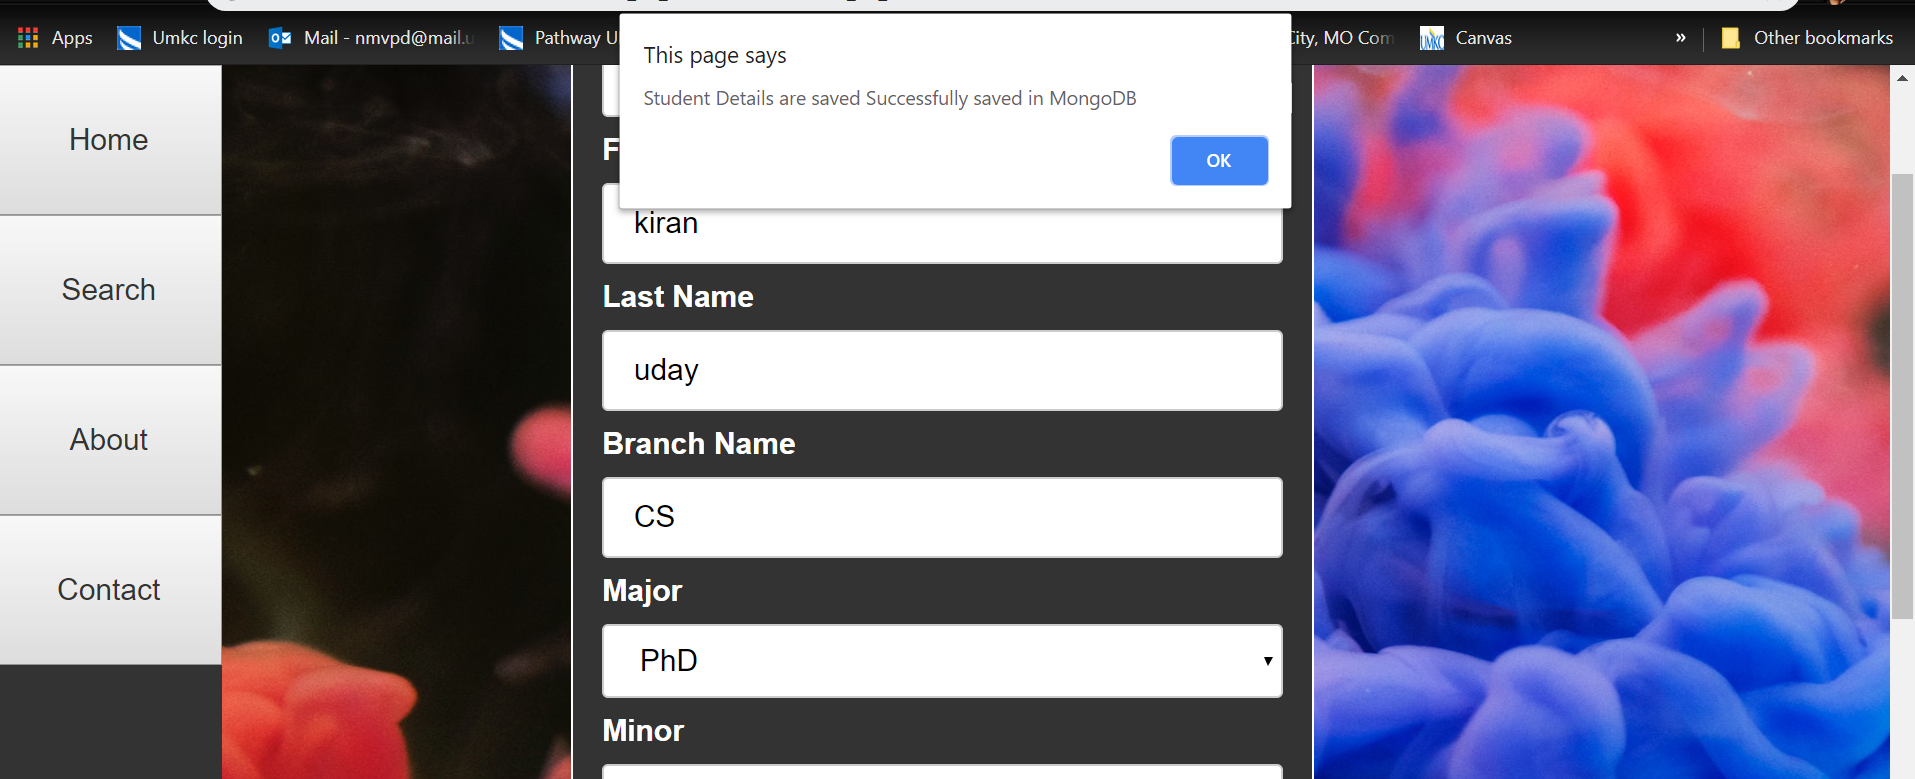 Apps Umkc login Mail - nmvpd@mail.u Pathway U City, MO Com Canvas » Other bookmarks
This page says
Student Details are saved Successfully saved in MongoDB
OK
Home
Search
About
Contact
F
kiran
Last Name
uday
Branch Name
CS
Major
PhD
Minor